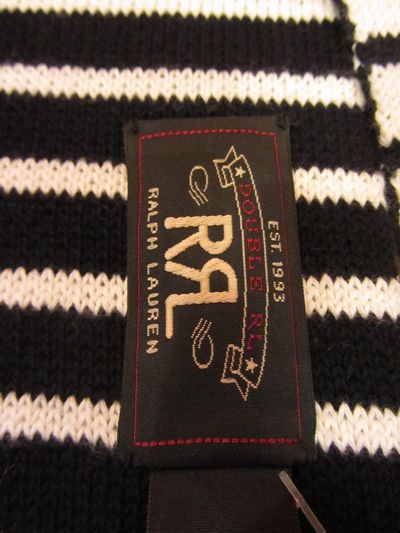 EST. 1993
DOUBLE RL
RRL
RALPH LAUREN